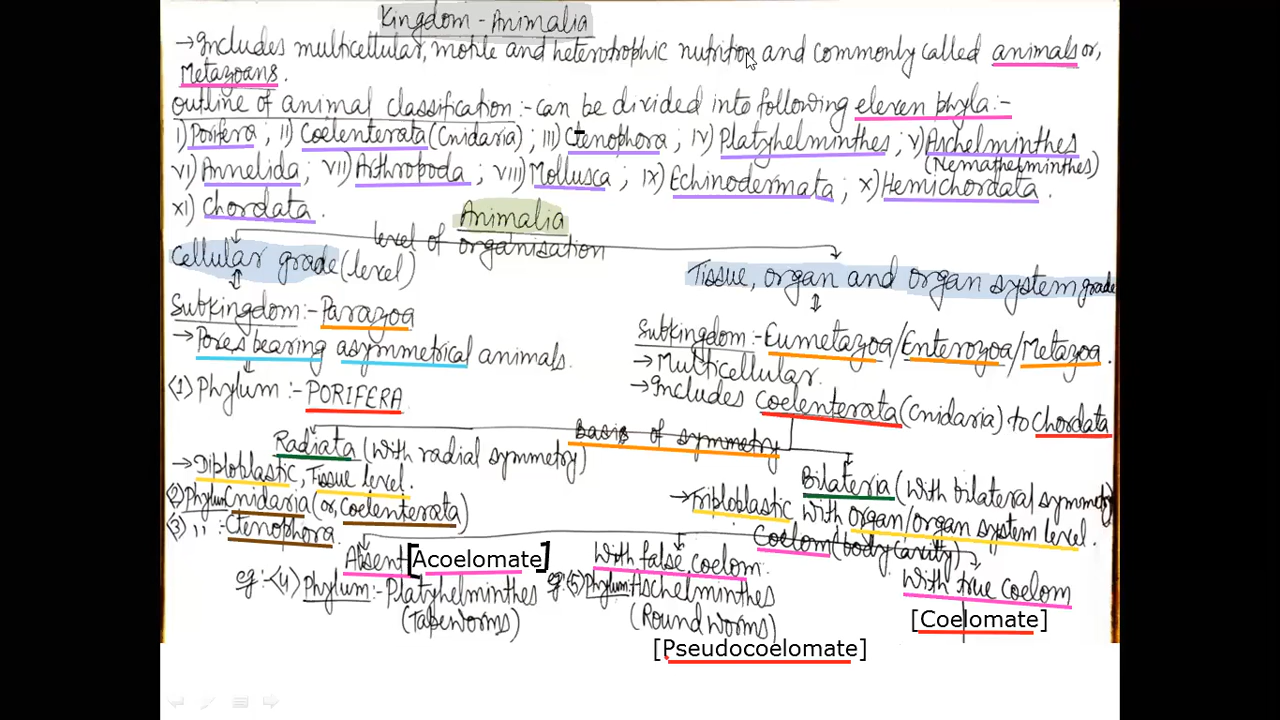 Kingdom - Animalia
→Includes multicellular, motile and heterotrophic nutrition and commonly called animals or,
Metazoans.
outline of animal classification :- can be divided into following eleven phyla:-
i) Porifera ; ii) Coelenterata (Cnidaria) ; iii) Ctenophora ; iv) Platyhelminthes ; v) Aschelminthes
(Nemathelminthes)
vi) Annelida ; vii) Arthropoda ; viii) Mollusca ; ix) Echinodermata ; x) Hemichordata .
xi) Chordata .
Animalia
level of organisation
Cellular grade (level)
Tissue, organ and organ system grade
Subkingdom :- Parazoa
Subkingdom :- Eumetazoa/Enterozoa/Metazoa.
→ Pores bearing asymmetrical animals.
→Multicellular.
(1) Phylum :- PORIFERA
→Includes Coelenterata (Cnidaria) to Chordata
Basis of symmetry
Radiata (with radial symmetry)
Bilateria (with bilateral symmetry)
→Diploblastic, Tissue level.
→Triploblastic with organ/organ system level.
(2) Phylum Cnidaria (or, Coelenterata)
(3) ,, : Ctenophora .
Coelom (body cavity) ,,
Absent [Acoelomate]
With false coelom.
With true coelom
eg :-(4) Phylum :- Platyhelminthes
(Tapeworms)
eg:(5) Phylum: Aschelminthes
(Round worms)
[Coelomate]
[Pseudocoelomate]